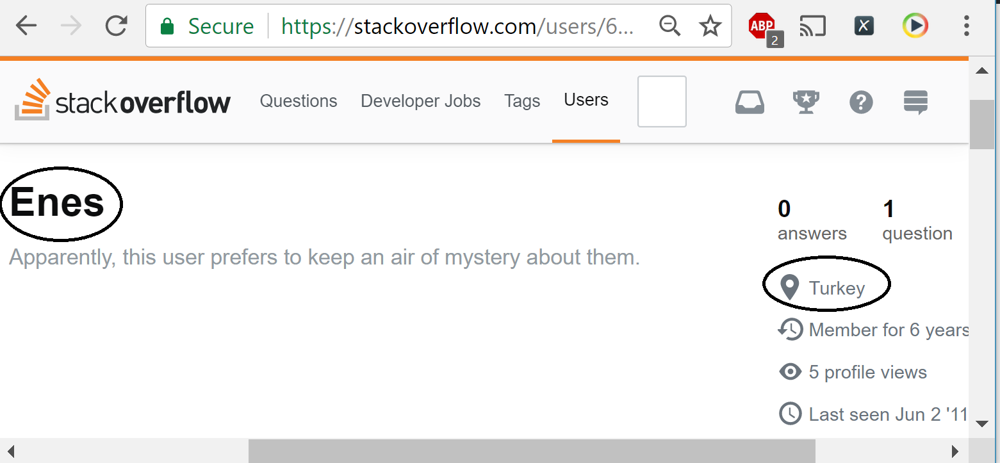 Secure https://stackoverflow.com/users/6...
ABP 2 X
stackoverflow Questions Developer Jobs Tags Users ?
Enes
Apparently, this user prefers to keep an air of mystery about them.
0 1
answers question
Turkey
Member for 6 years
5 profile views
Last seen Jun 2 '11